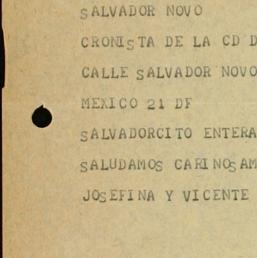 SALVADOR NOVO
CRONISTA DE LA CD D
CALLE SALVADOR NOVO
MEXICO 21 DF
SALVADORCITO ENTERA
SALUDAMOS CARINOSAM
JOSEFINA Y VICENTE